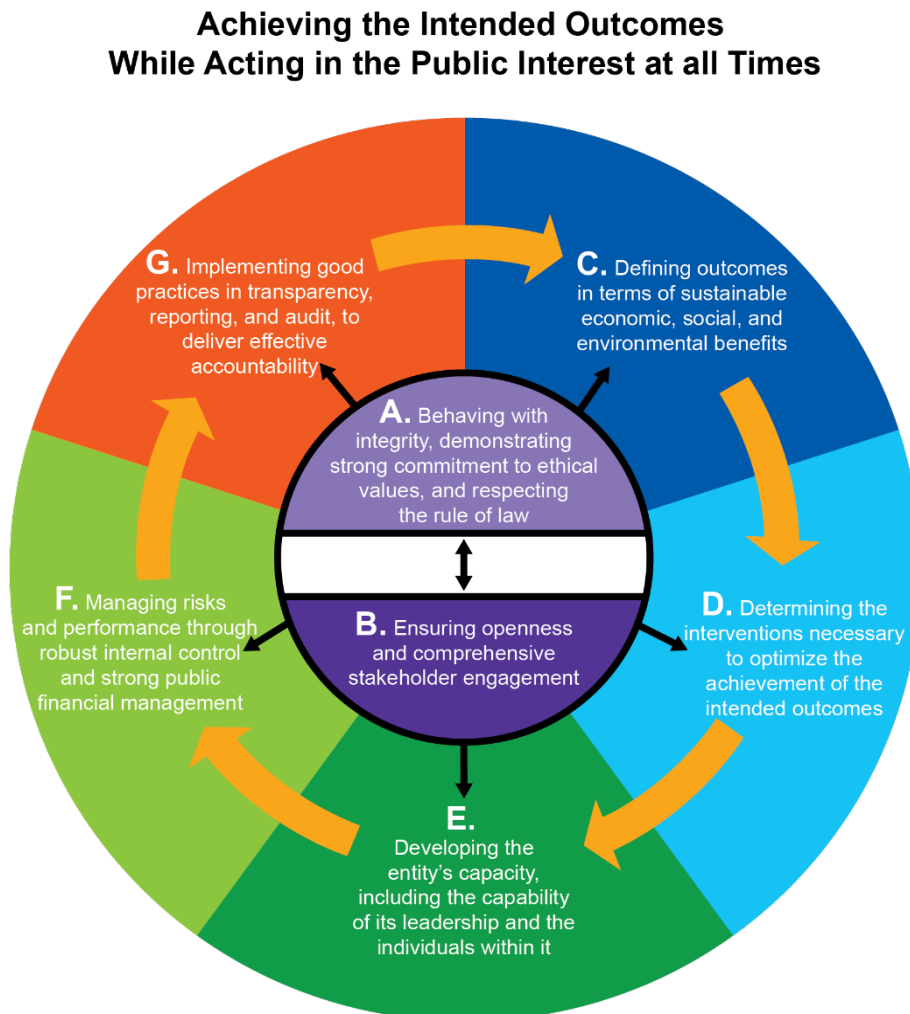 Achieving the Intended Outcomes
While Acting in the Public Interest at all Times
G. Implementing good
practices in transparency,
reporting, and audit, to
deliver effective
accountability
C. Defining outcomes
in terms of sustainable
economic, social, and
environmental benefits
A. Behaving with
integrity, demonstrating
strong commitment to ethical
values, and respecting
the rule of law
F. Managing risks
and performance through
robust internal control
and strong public
financial management
B. Ensuring openness
and comprehensive
stakeholder engagement
D. Determining the
interventions necessary
to optimize the
achievement of the
intended outcomes
E.
Developing the
entity's capacity,
including the capability
of its leadership and the
individuals within it